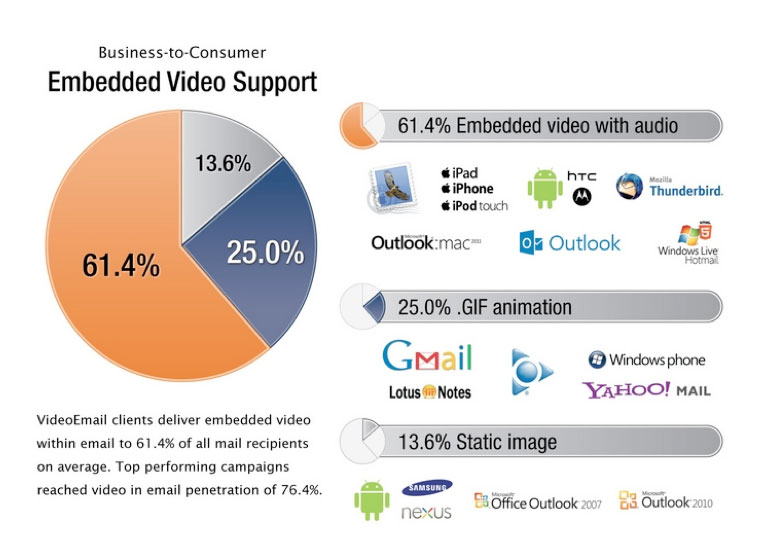 Business-to-Consumer
Embedded Video Support
13.6%
25.0%
61.4%
VideoEmail clients deliver embedded video
within email to 61.4% of all mail recipients
on average. Top performing campaigns
reached video in email penetration of 76.4%.
61.4% Embedded video with audio
iPad
iPhone
iPod touch
hTC
Mozilla
Thunderbird.
Microsoft
Outlook:mac 2011
Outlook
HTML
5
Windows Live
Hotmail
25.0% .GIF animation
Gmail
Windows phone
Lotus Notes
YAHOO! MAIL
13.6% Static image
SAMSUNG
nexus
Microsoft
Office Outlook 2007
Microsoft
Outlook 2010